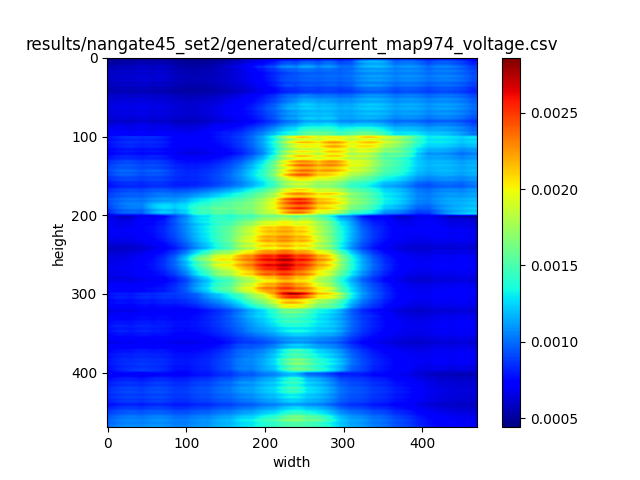 results/nangate45_set2/generated/current_map974_voltage.csv
0
100
200
300
400
height
0 100 200 300 400
width
0.0025
0.0020
0.0015
0.0010
0.0005